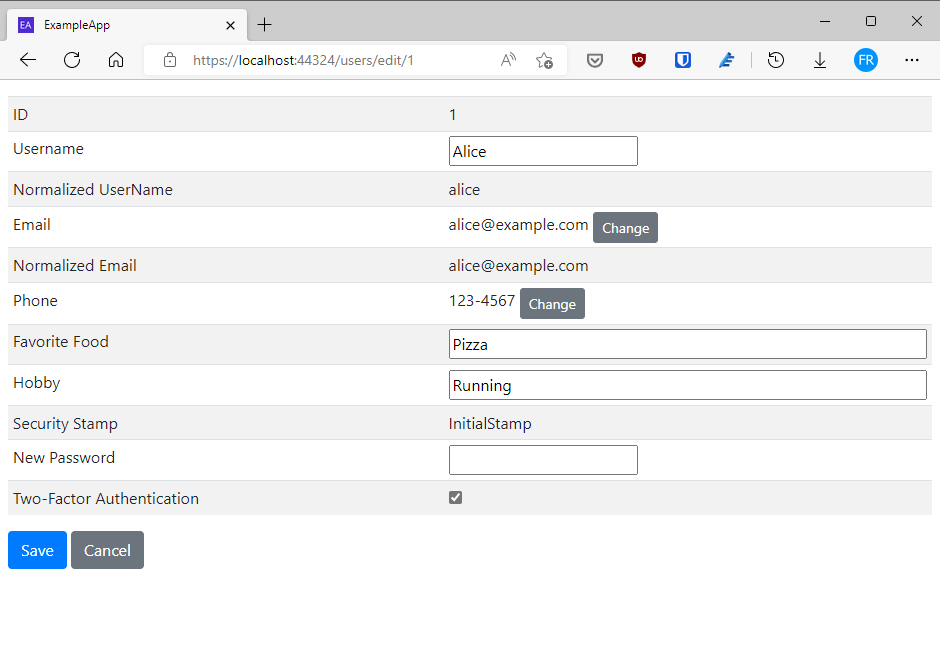 EA ExampleApp
https://localhost:44324/users/edit/1 FR
ID 1
Username Alice
Normalized UserName alice
Email alice@example.com Change
Normalized Email alice@example.com
Phone 123-4567 Change
Favorite Food Pizza
Hobby Running
Security Stamp InitialStamp
New Password
Two-Factor Authentication
Save Cancel